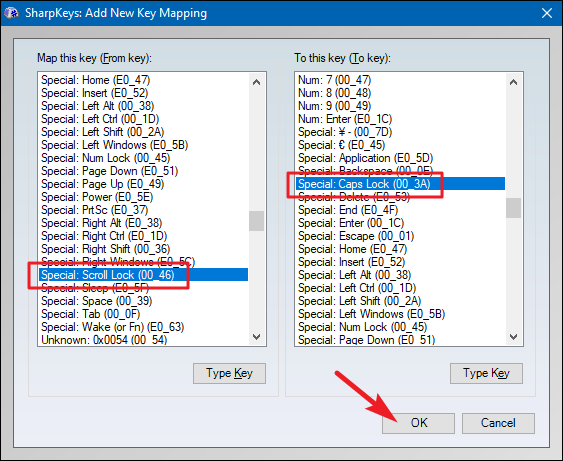 SharpKeys: Add New Key Mapping
Map this key (From key):
Special: Home (E0_47)
Special: Insert (E0_52)
Special: Left Alt (00_38)
Special: Left Ctrl (00_1D)
Special: Left Shift (00_2A)
Special: Left Windows (E0_5B)
Special: Num Lock (00_45)
Special: Page Down (E0_51)
Special: Page Up (E0_49)
Special: Power (E0_5E)
Special: PrtSc (E0_37)
Special: Right Alt (E0_38)
Special: Right Ctrl (E0_1D)
Special: Right Shift (00_36)
Special: Right Windows (E0_5C)
Special: Scroll Lock (00_46)
Special: Sleep (E0_5F)
Special: Space (00_39)
Special: Tab (00_0F)
Special: Wake (or Fn) (E0_63)
Unknown: 0x0054 (00_54)
Type Key
To this key (To key):
Num: 7 (00_47)
Num: 8 (00_48)
Num: 9 (00_49)
Num: Enter (E0_1C)
Special: ¥ - (00_7D)
Special: € (00_45)
Special: Application (E0_5D)
Special: Backspace (00_0E)
Special: Caps Lock (00_3A)
Special: Delete (E0_53)
Special: End (E0_4F)
Special: Enter (00_1C)
Special: Escape (00_01)
Special: Home (E0_47)
Special: Insert (E0_52)
Special: Left Alt (00_38)
Special: Left Ctrl (00_1D)
Special: Left Shift (00_2A)
Special: Left Windows (E0_5B)
Special: Num Lock (00_45)
Special: Page Down (E0_51)
Type Key
OK
Cancel